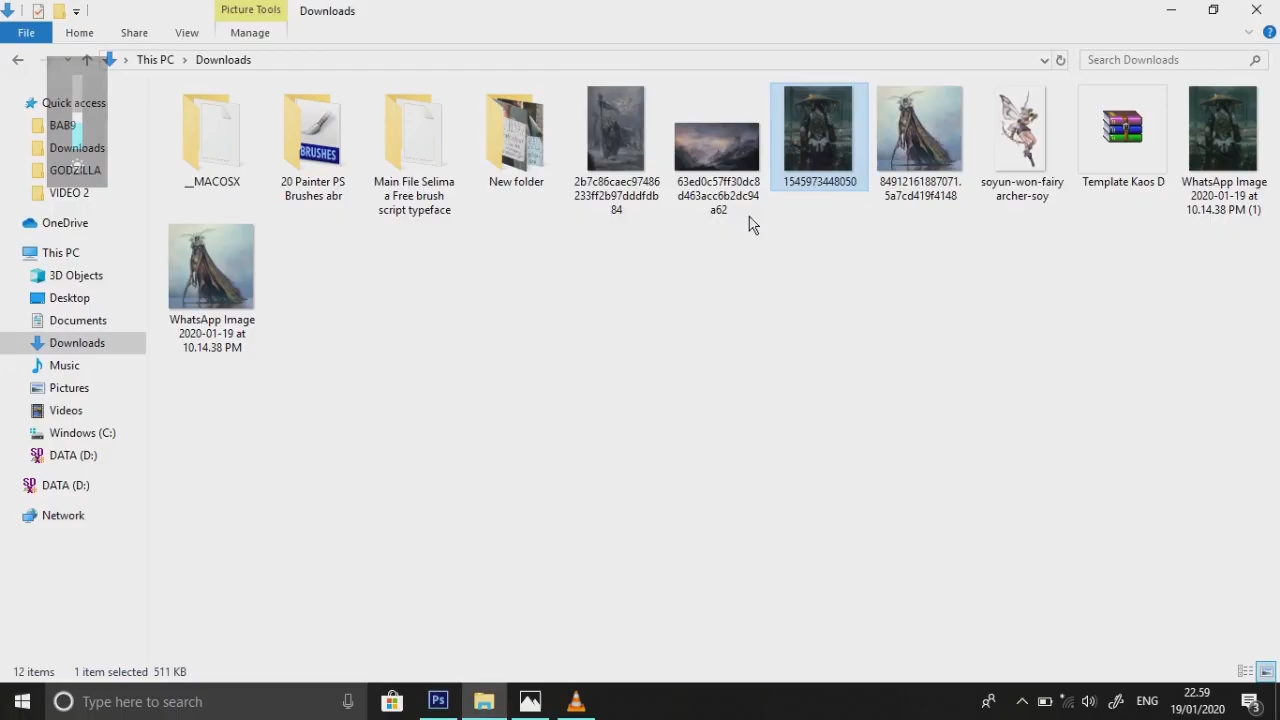 Picture Tools
Downloads
File
Home
Share
View
Manage
This PC
Downloads
Search Downloads
Quick access
BAB9
Downloads
GODZILLA
VIDEO 2
OneDrive
This PC
3D Objects
Desktop
Documents
Downloads
Music
Pictures
Videos
Windows (C:)
DATA (D:)
DATA (D:)
Network
__MACOSX
BRUSHES
20 Painter PS
Brushes abr
Main File Selima
a Free brush
script typeface
New folder
2b7c86caec97486
233ff2b97dddfdb
84
63ed0c57ff30dc8
d463acc6b2dc94
a62
1545973448050
84912161887071.
5a7cd419f4148
soyun-won-fairy
archer-soy
Template Kaos D
WhatsApp Image
2020-01-19 at
10.14.38 PM (1)
WhatsApp Image
2020-01-19 at
10.14.38 PM
12 items
1 item selected 511 KB
Type here to search
Ps
ENG
22.59
19/01/2020
3